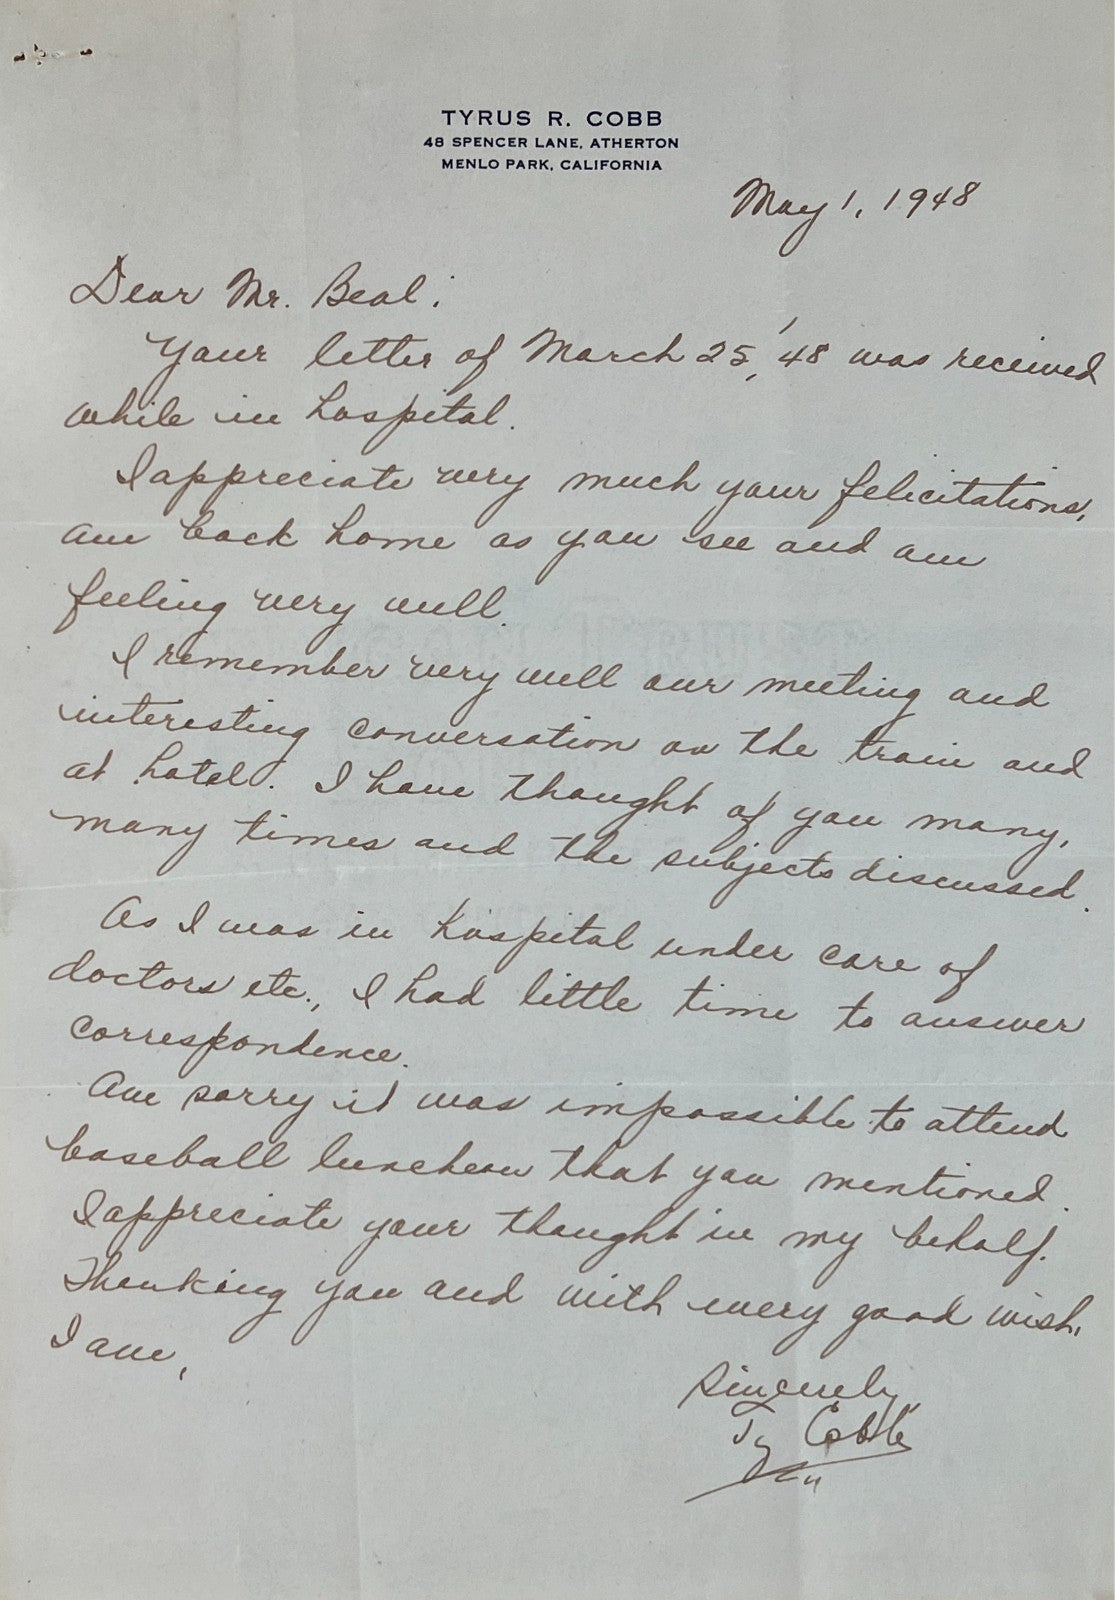 TYRUS R. COBB
48 SPENCER LANE, ATHERTON
MENLO PARK, CALIFORNIA
May 1, 1948
Dear Mr. Beal:
Your letter of March 25, '48 was received
while in hospital.
I appreciate very much your felicitations,
am back home as you see and am
feeling very well.
I remember very well our meeting and
interesting conversation on the train and
at hotel. I have thought of you many,
many times and the subjects discussed.
As I was in hospital under care of
doctors etc., I had little time to answer
correspondence.
Am sorry it was impossible to attend
baseball luncheon that you mentioned.
I appreciate your thought in my behalf.
Thanking you and with every good wish,
I am,
Sincerely,
Ty Cobb